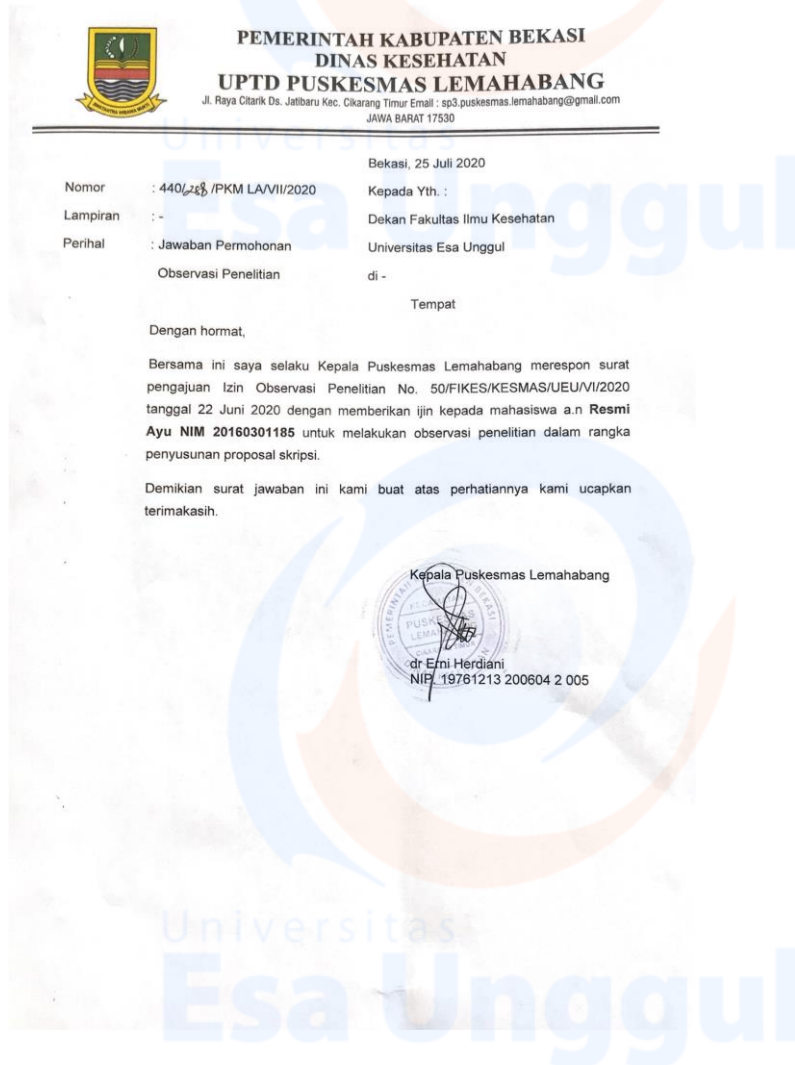 PEMERINTAH KABUPATEN BEKASI
DINAS KESEHATAN
UPTD PUSKESMAS LEMAHABANG
Jl. Raya Citarik Ds. Jatibaru Kec. Cikarang Timur Email : sp3.puskesmas.lemahabang@gmail.com
JAWA BARAT 17530
Bekasi, 25 Juli 2020
Nomor : 440/288 /PKM LA/VII/2020
Kepada Yth. :
Lampiran : -
Dekan Fakultas Ilmu Kesehatan
Perihal : Jawaban Permohonan
Universitas Esa Unggul
Observasi Penelitian
di -
Tempat
Dengan hormat,
Bersama ini saya selaku Kepala Puskesmas Lemahabang merespon surat
pengajuan Izin Observasi Penelitian No. 50/FIKES/KESMAS/UEU/VI/2020
tanggal 22 Juni 2020 dengan memberikan ijin kepada mahasiswa a.n Resmi
Ayu NIM 20160301185 untuk melakukan observasi penelitian dalam rangka
penyusunan proposal skripsi.
Demikian surat jawaban ini kami buat atas perhatiannya kami ucapkan
terimakasih.
Kepala Puskesmas Lemahabang
dr Erni Herdiani
NIP. 19761213 200604 2 005
Universitas
Esa Unggul
Universitas
Esa Unggul